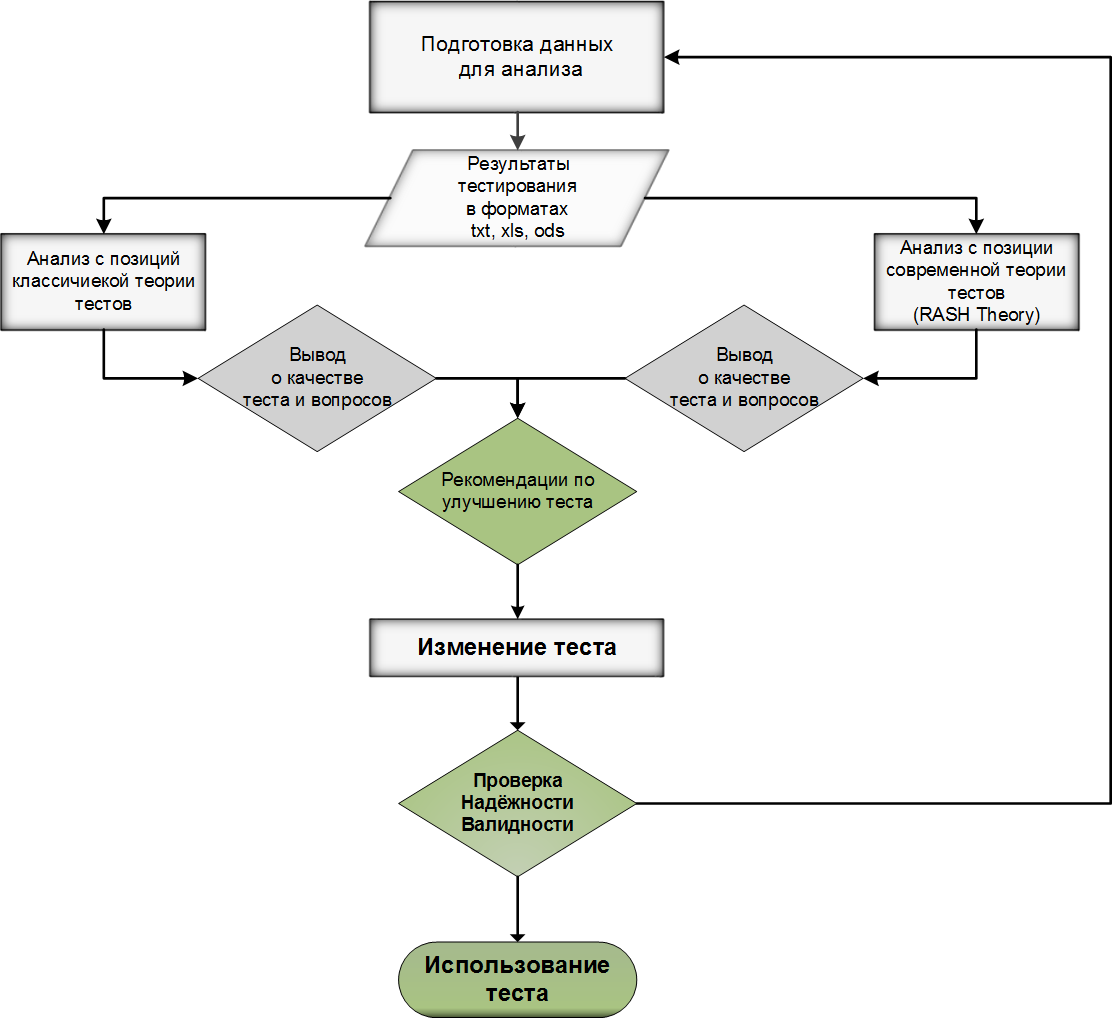 Подготовка данных
для анализа
Результаты
тестирования
в форматах
txt, xls, ods
Анализ с позиций
классичиекой теории
тестов
Анализ с позиции
современной теории
тестов
(RASH Theory)
Вывод
о качестве
теста и вопросов
Вывод
о качестве
теста и вопросов
Рекомендации по
улучшению теста
Изменение теста
Проверка
Надёжности
Валидности
Использование
теста